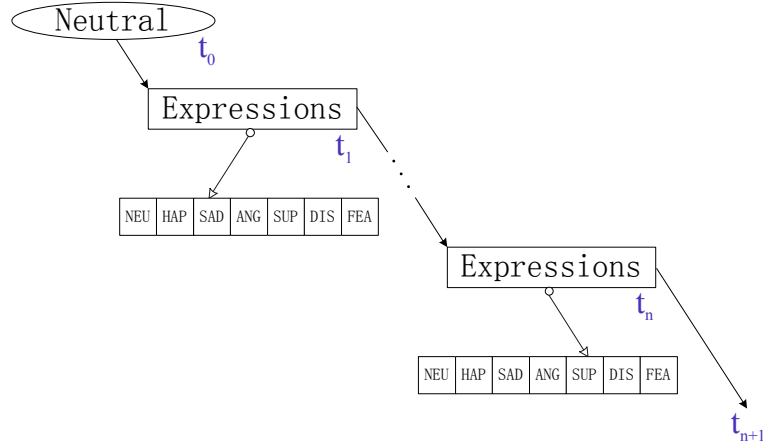 Neutral
t0
Expressions
t1
NEU HAP SAD ANG SUP DIS FEA
...
Expressions
tn
NEU HAP SAD ANG SUP DIS FEA
tn+1